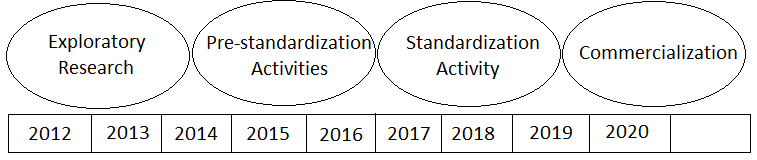 Exploratory
Research
Pre-standardization
Activities
Standardization
Activity
Commercialization
2012 2013 2014 2015 2016 2017 2018 2019 2020